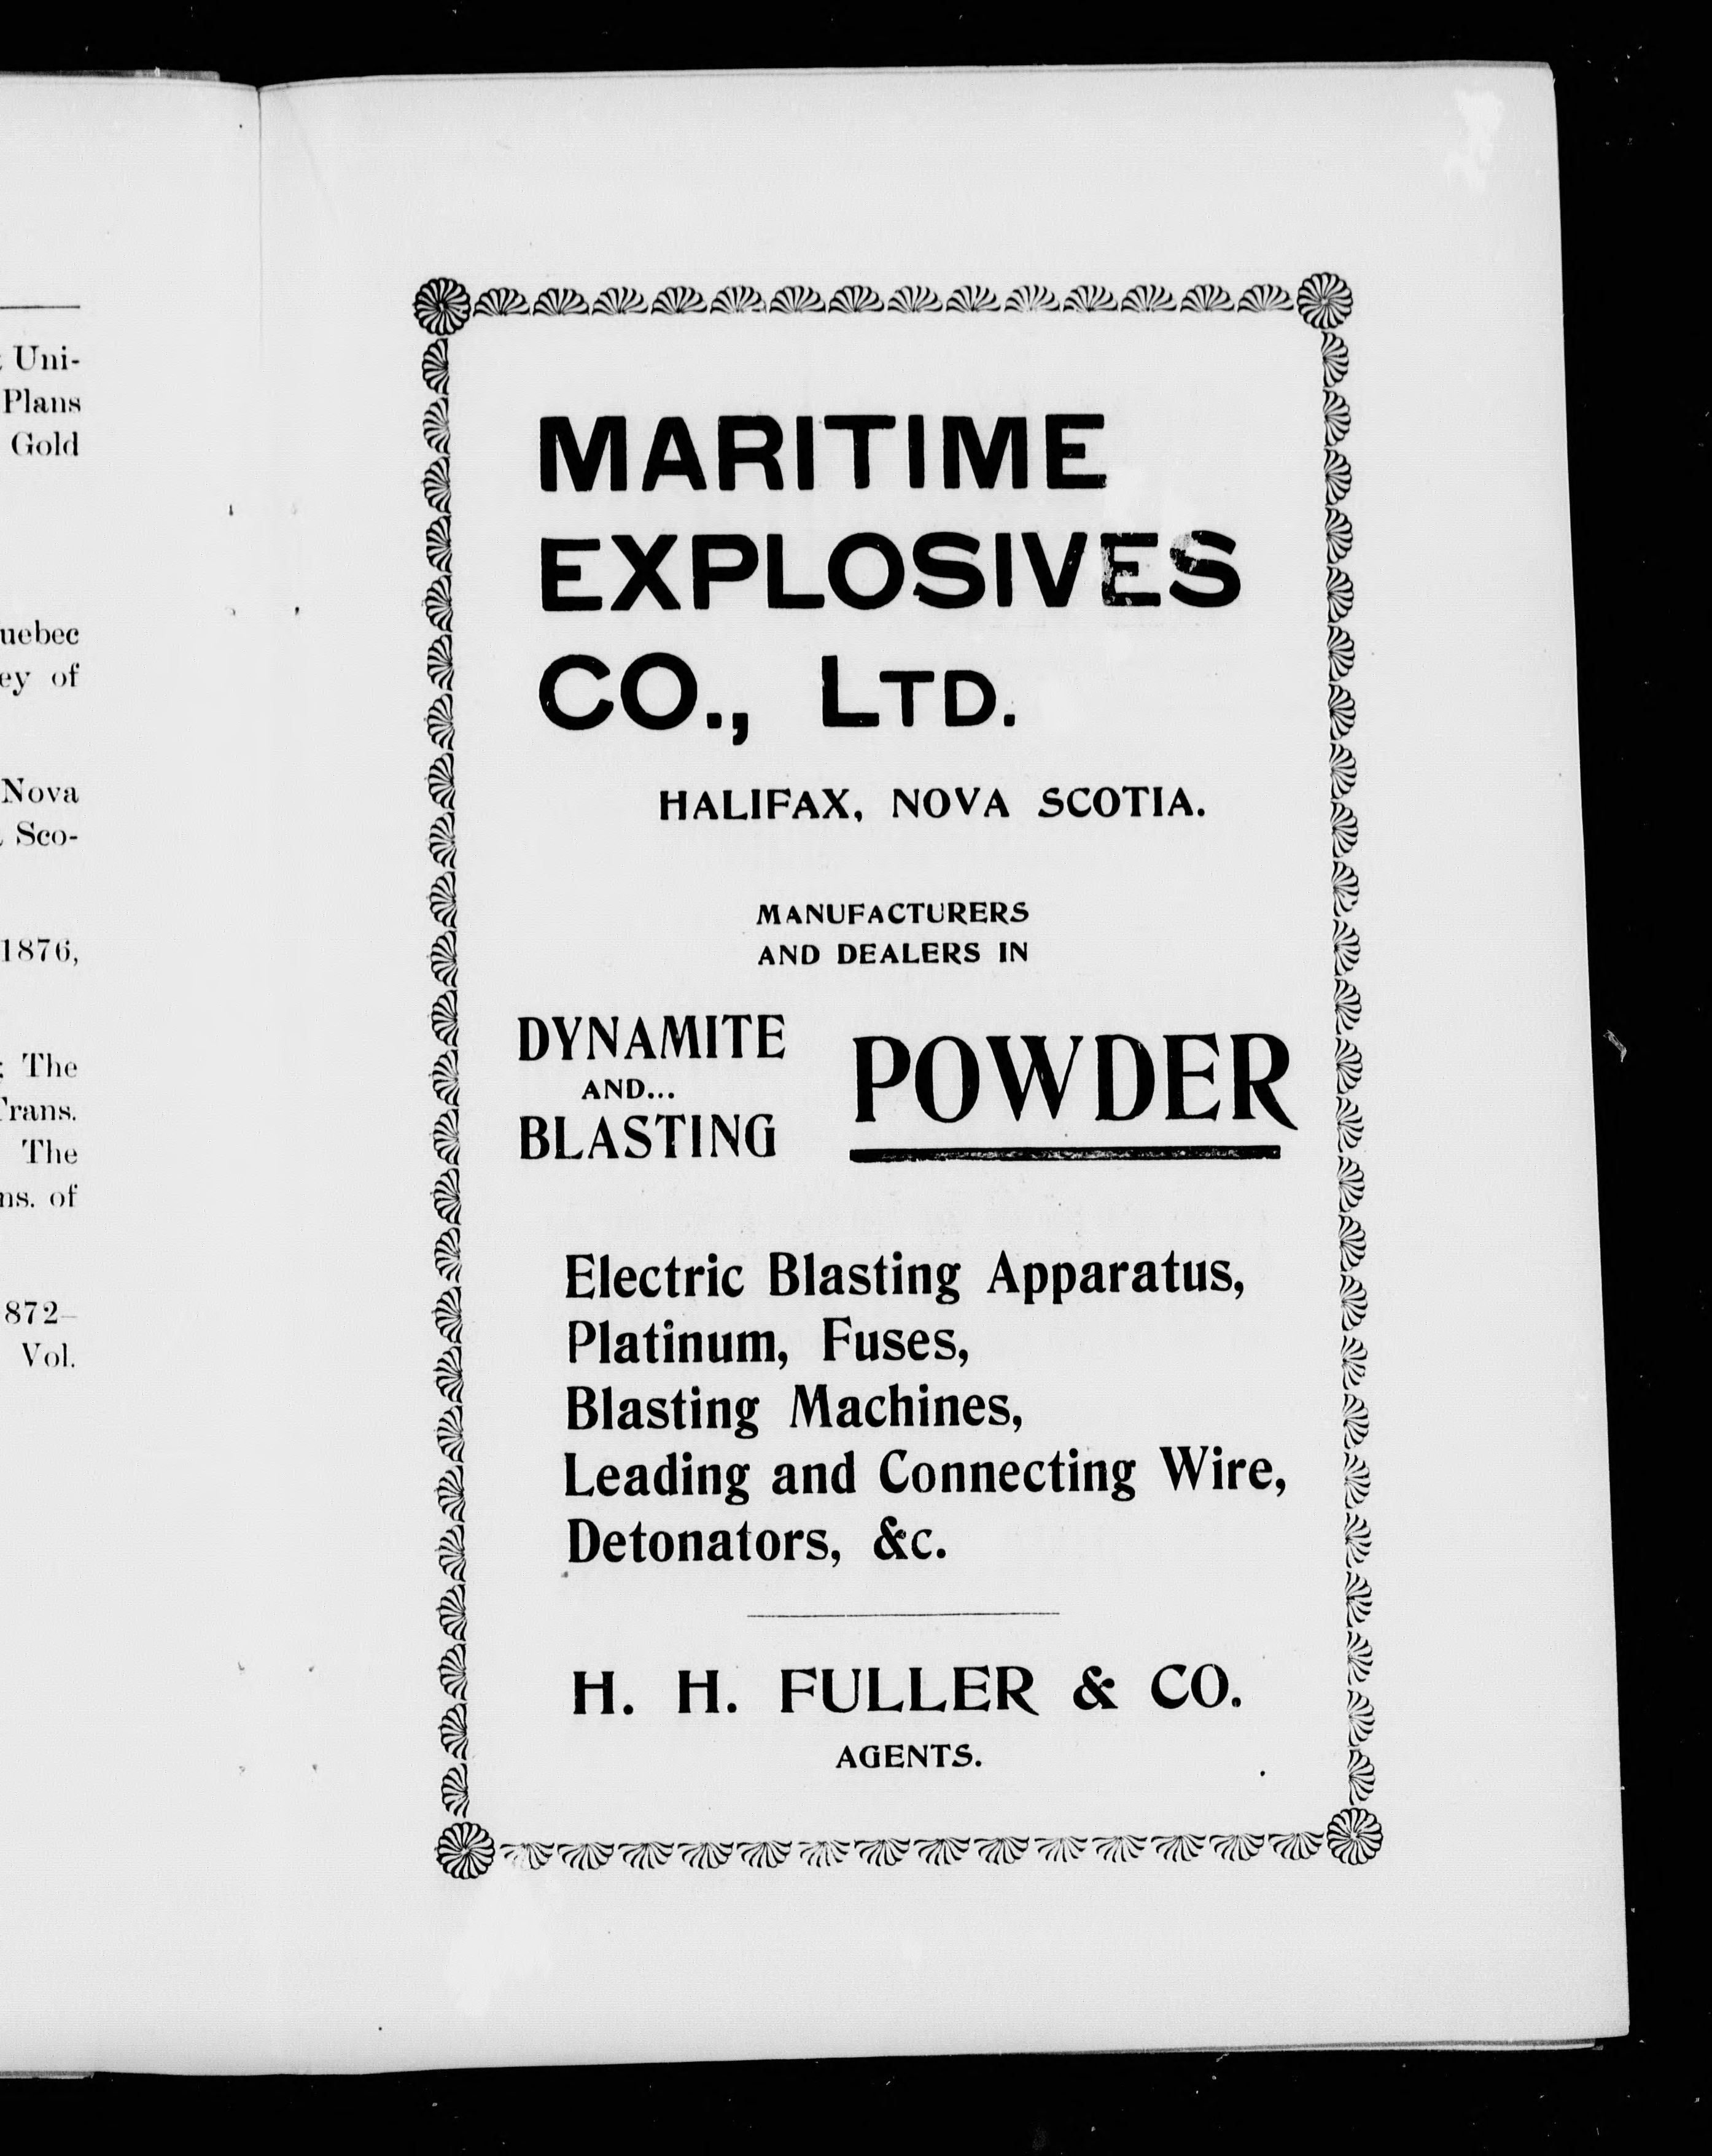 Uni-
Plans
Gold
uebec
ey of
Nova
Sco-
1876,
The
Trans.
The
ns. of
872–
Vol.
MARITIME
EXPLOSIVES
CO., LTD.
HALIFAX, NOVA SCOTIA.
MANUFACTURERS
AND DEALERS IN
DYNAMITE
AND...
BLASTING
POWDER
Electric Blasting Apparatus,
Platinum, Fuses,
Blasting Machines,
Leading and Connecting Wire,
Detonators, &c.
H. H. FULLER & CO.
AGENTS.